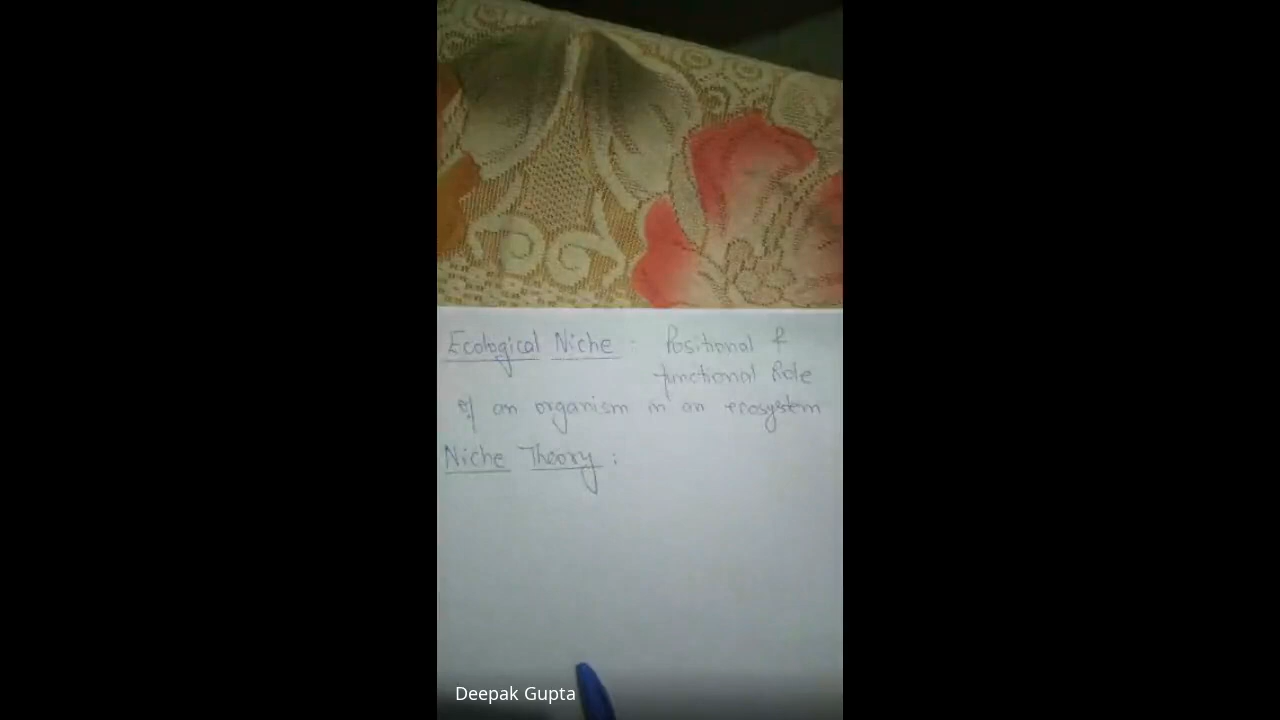 Ecological Niche : Positional &
functional Role
of an organism in an ecosystem
Niche Theory :
Deepak Gupta